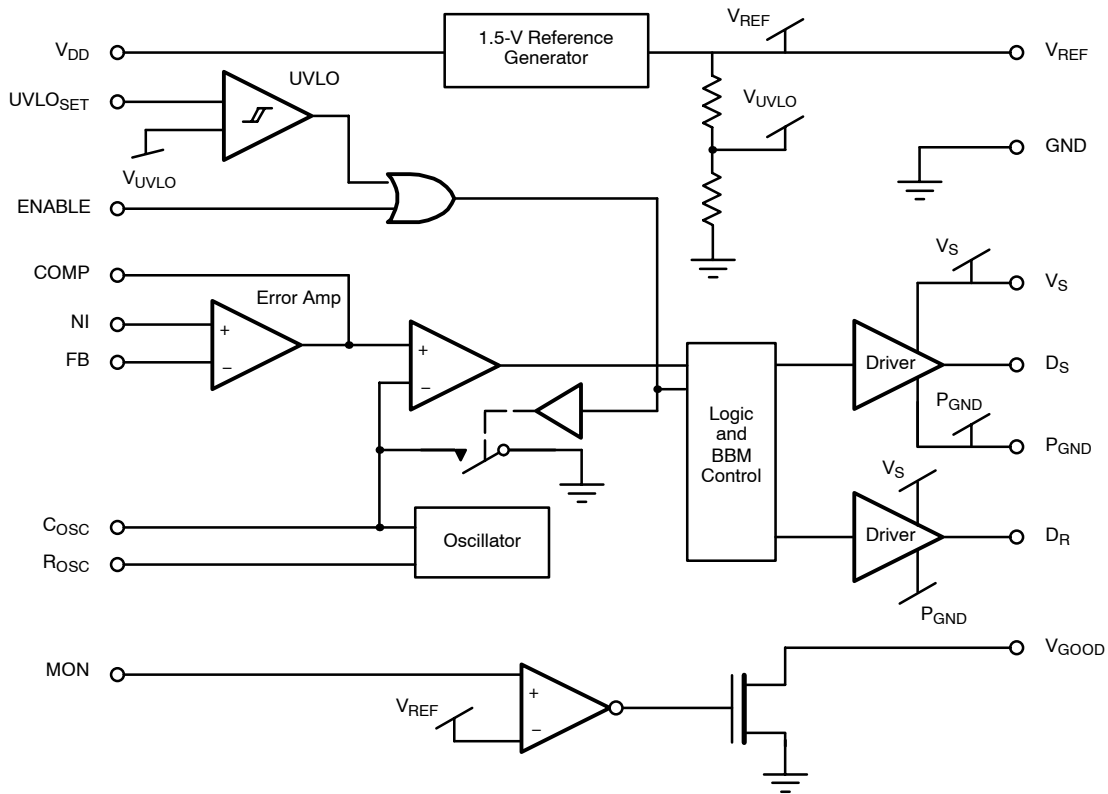 VREF
VDD
1.5-V Reference
Generator
VREF
UVLO
UVLOSET
VUVLO
VUVLO
GND
ENABLE
VS
COMP
VS
Error Amp
NI
+
+
FB
−
−
Driver
DS
Logic
and
BBM
Control
PGND
PGND
VS
COSC
Oscillator
Driver
DR
ROSC
PGND
MON
VGOOD
+
VREF
−